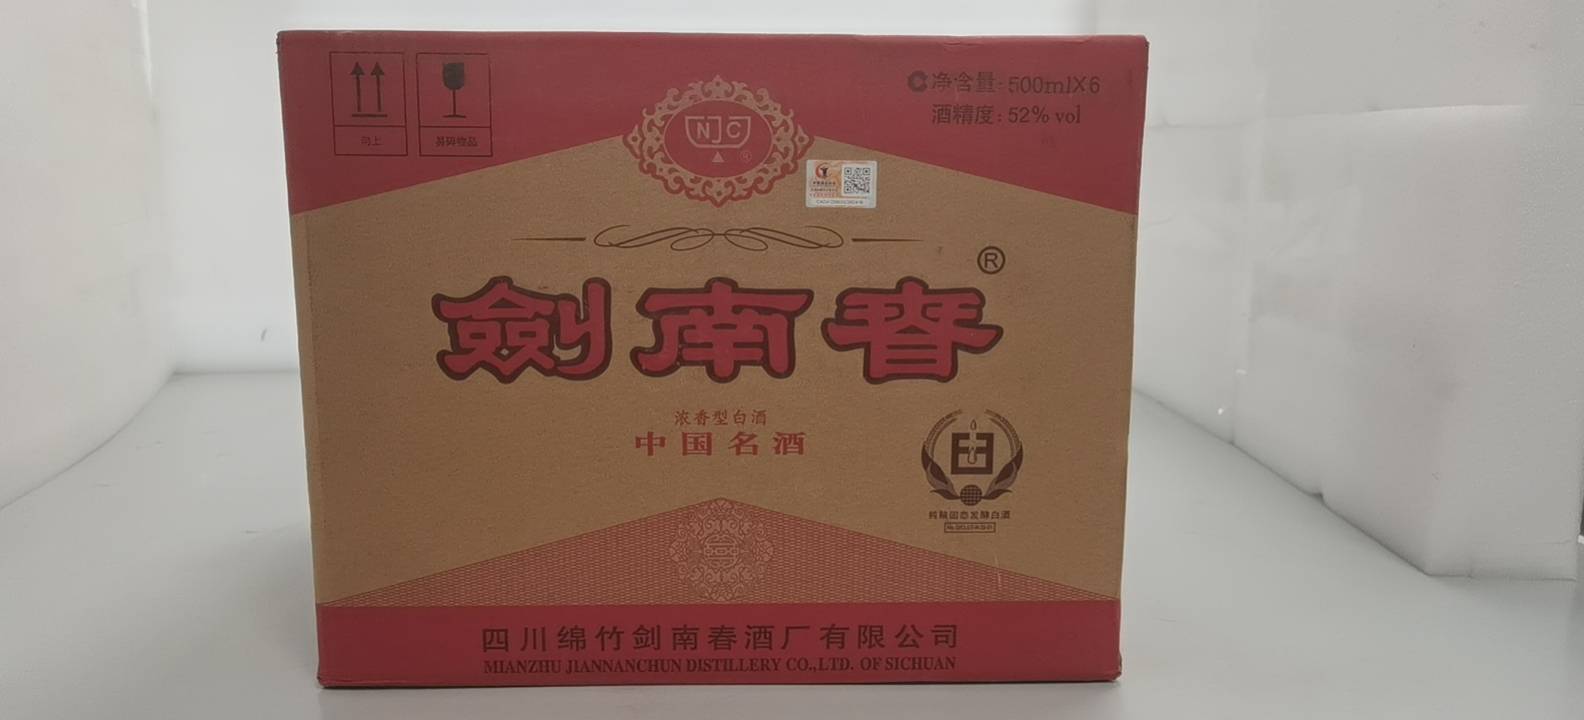 向上
易碎物品
NJC
®
C净含量:500mlX6
酒精度:52% vol
®
劍南春
浓香型白酒
中国名酒
纯粮固态发酵白酒
四川绵竹剑南春酒厂有限公司
MIANZHU JIANNANCHUN DISTILLERY CO.,LTD. OF SICHUAN